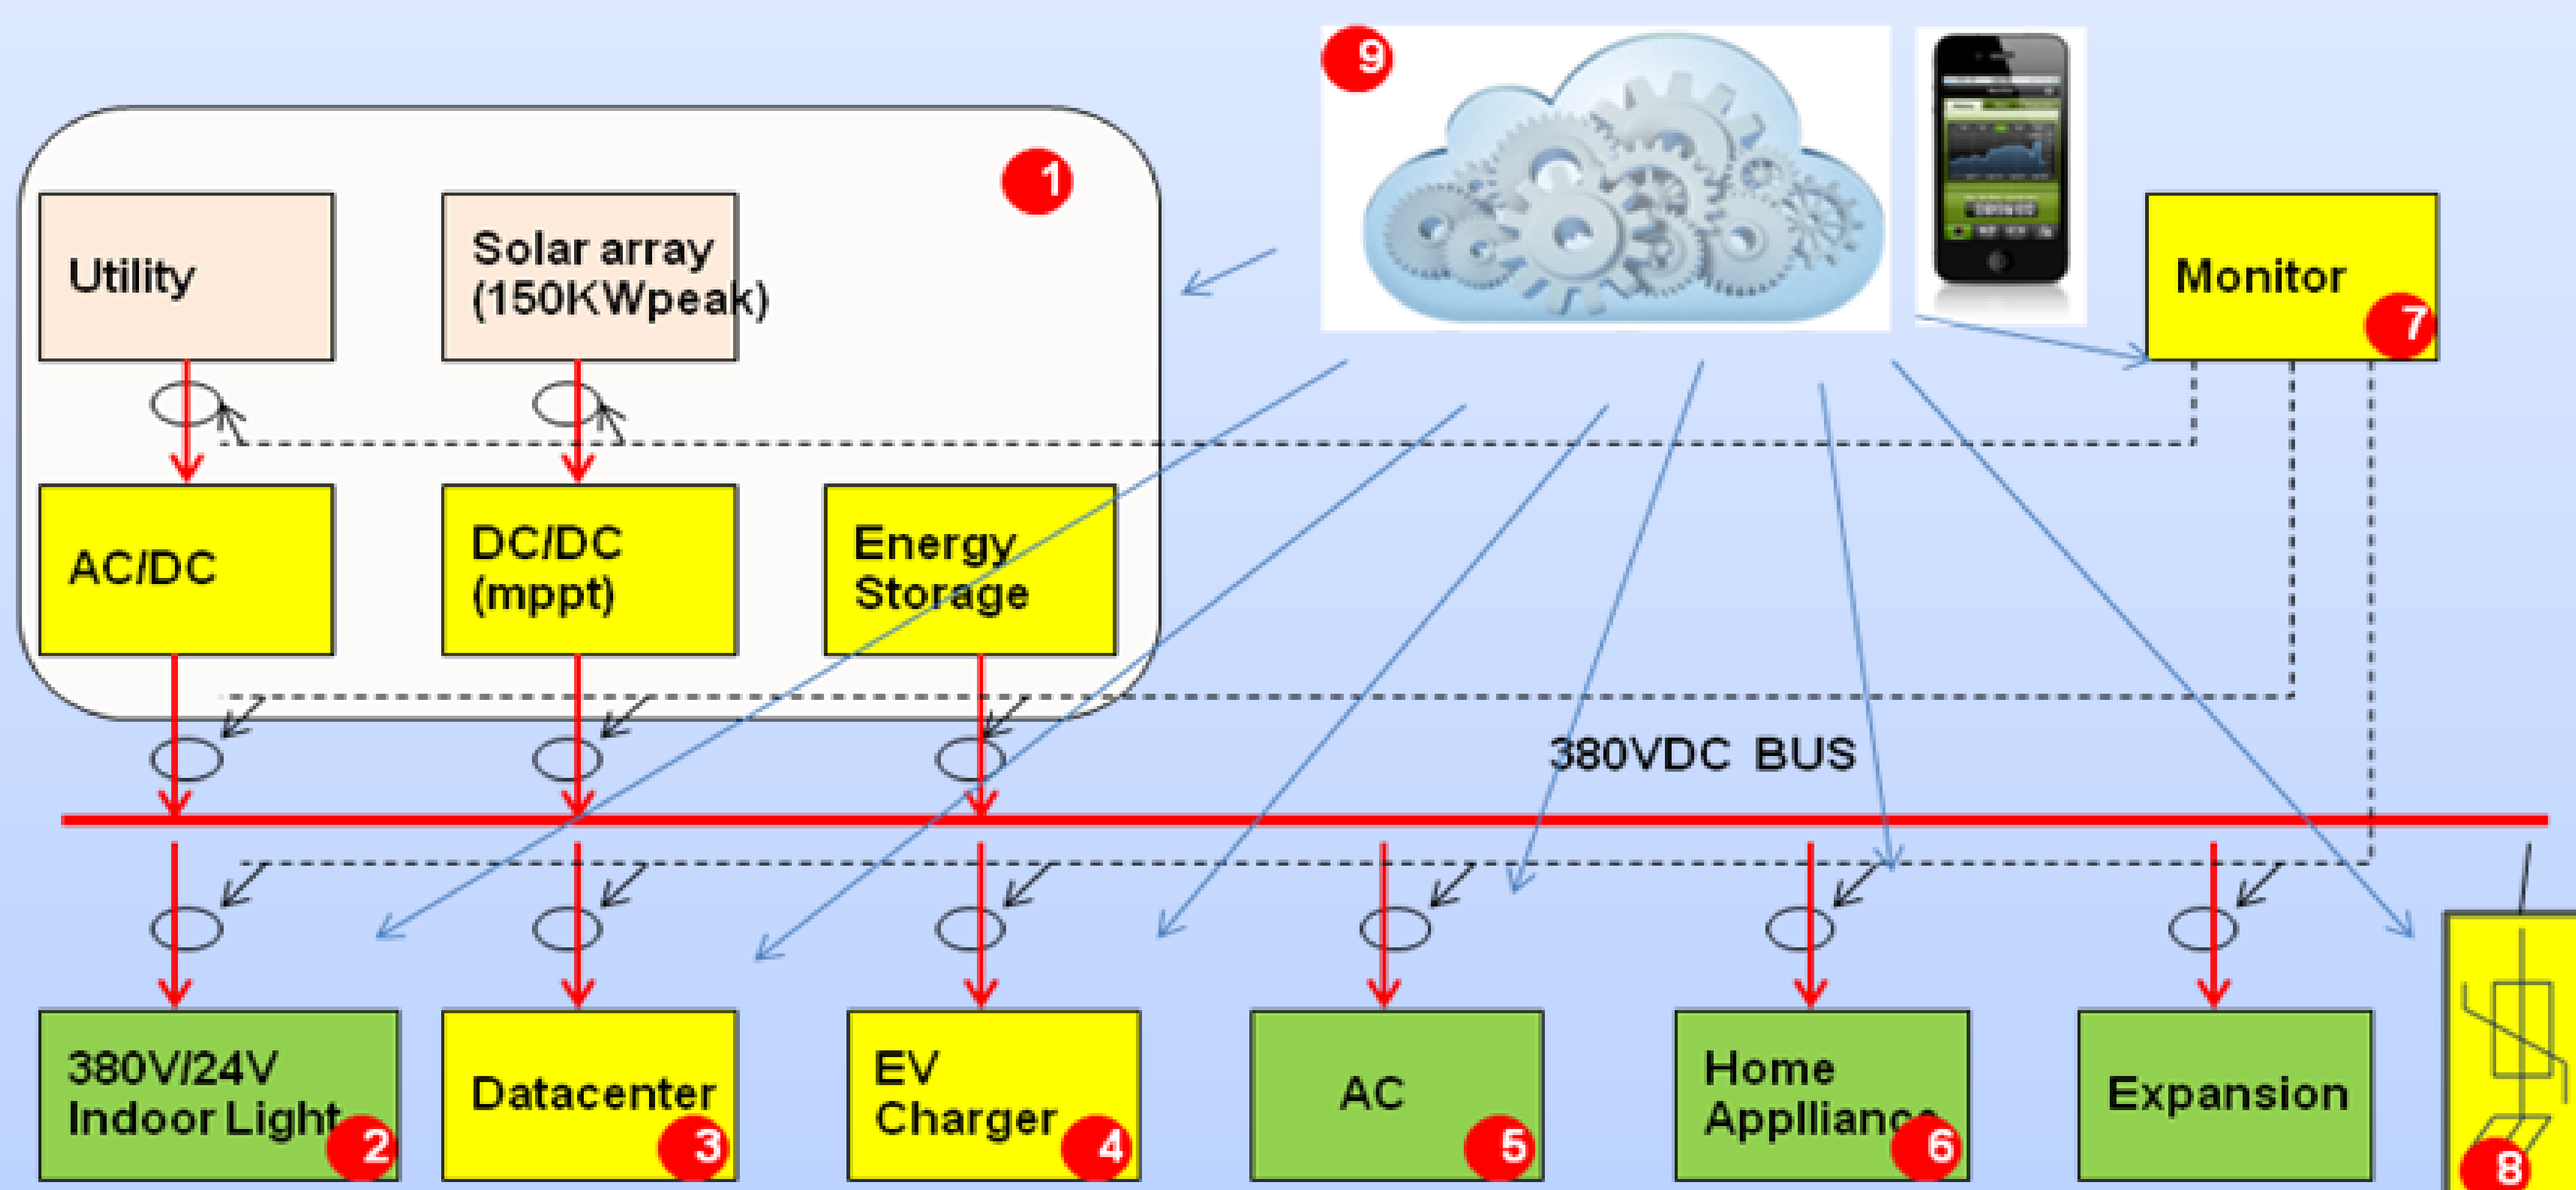 9
1
Utility
Solar array
(150KWpeak)
Monitor
7
AC/DC
DC/DC
(mppt)
Energy
Storage
380VDC BUS
380V/24V
Indoor Light
2
Datacenter
3
EV
Charger
4
AC
5
Home
Applliance
6
Expansion
8